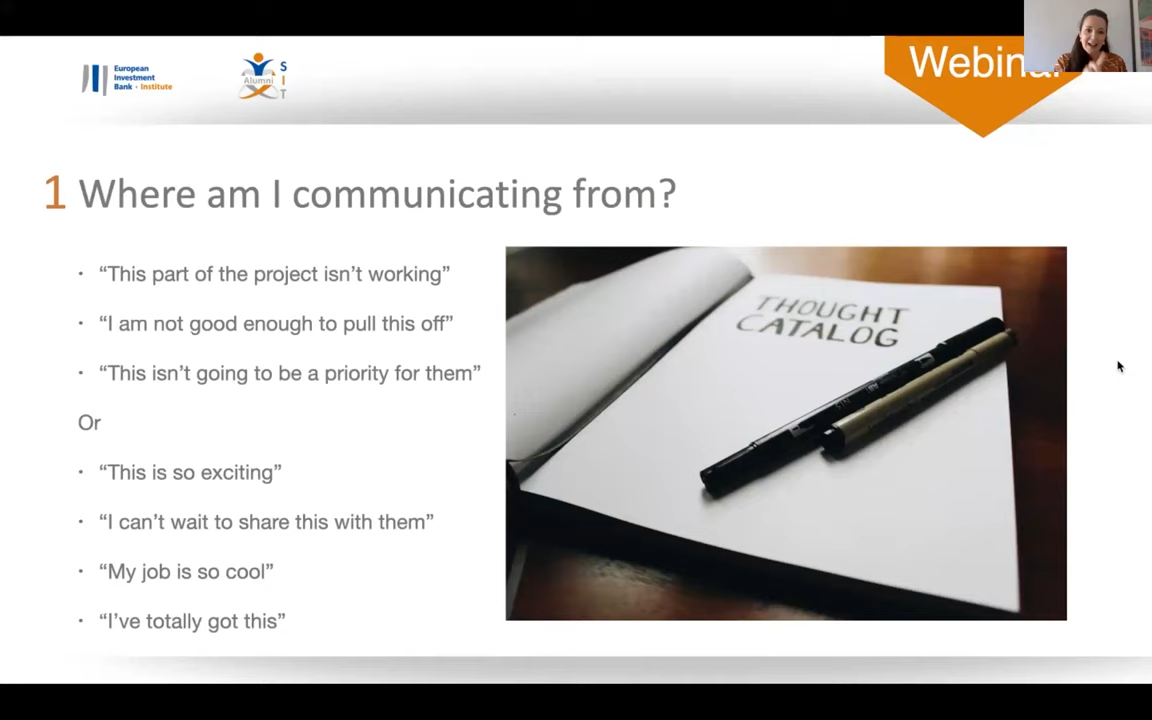 European
Investment
Bank · Institute
Alumni
S
I
T
Webinar
1 Where am I communicating from?
· “This part of the project isn’t working”
· “I am not good enough to pull this off”
· “This isn’t going to be a priority for them”
Or
· “This is so exciting”
· “I can’t wait to share this with them”
· “My job is so cool”
· “I’ve totally got this”
THOUGHT
CATALOG